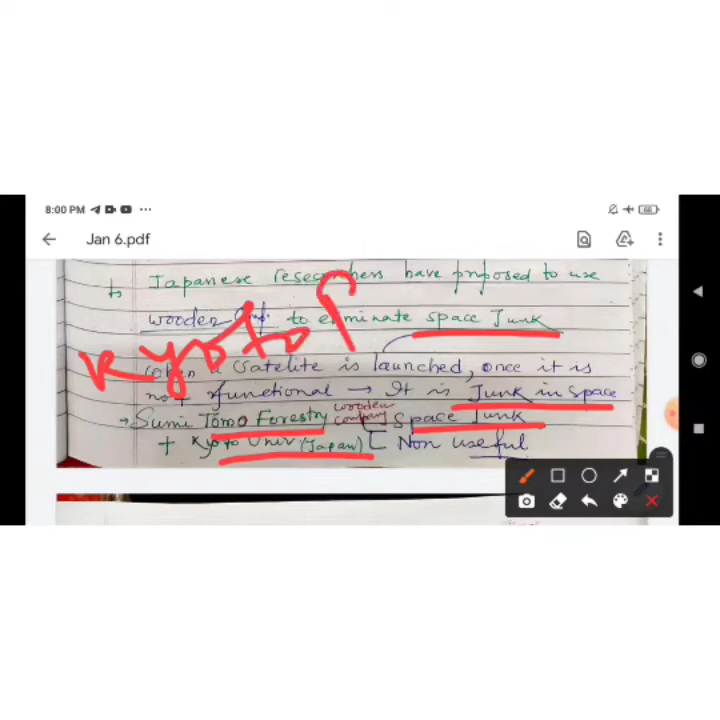 8:00 PM
66
Jan 6.pdf
Japanese researchers have proposed to use
wooden to eliminate space Junk
Kyoto P
when a satelite is launched, once it is
not functional → It is Junk in space
→ Sumi Tomo Forestry wooden company Space Junk
+ Kyoto Univ (Japan) [ Non useful